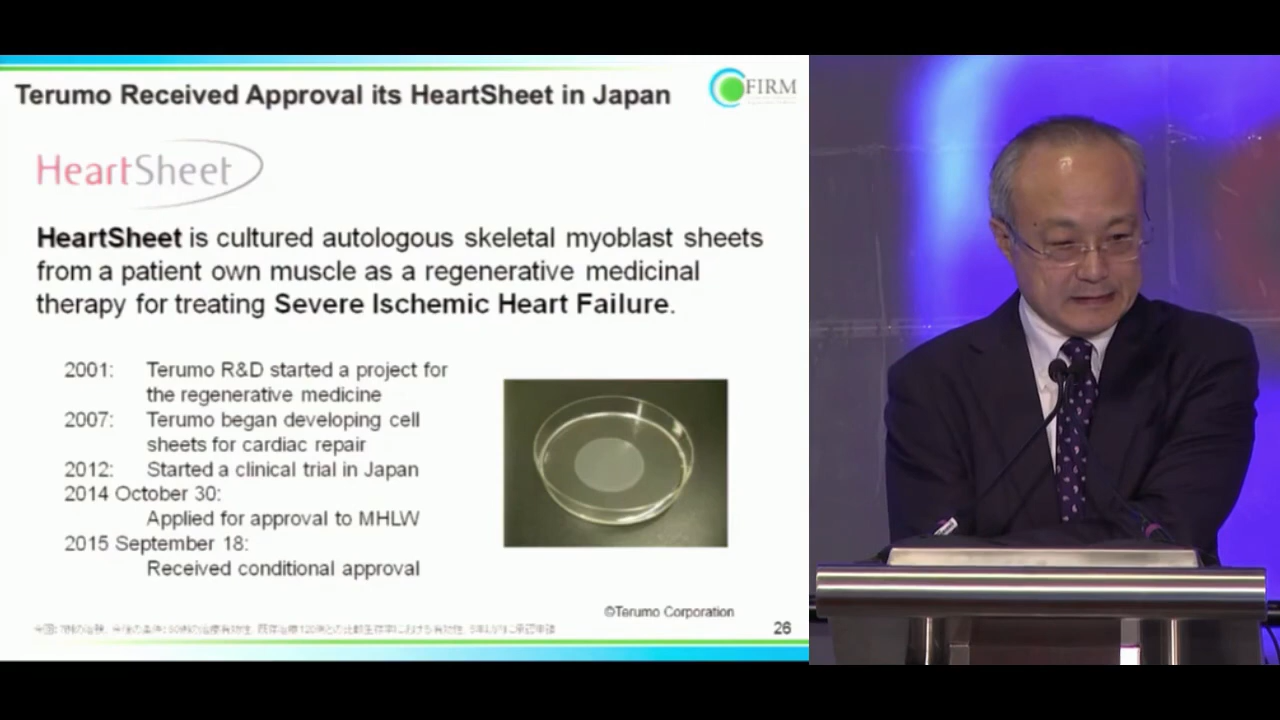 Terumo Received Approval its HeartSheet in Japan
FIRM
HeartSheet
HeartSheet is cultured autologous skeletal myoblast sheets
from a patient own muscle as a regenerative medicinal
therapy for treating Severe Ischemic Heart Failure.
2001: Terumo R&D started a project for
the regenerative medicine
2007: Terumo began developing cell
sheets for cardiac repair
2012: Started a clinical trial in Japan
2014 October 30:
Applied for approval to MHLW
2015 September 18:
Received conditional approval
©Terumo Corporation
26